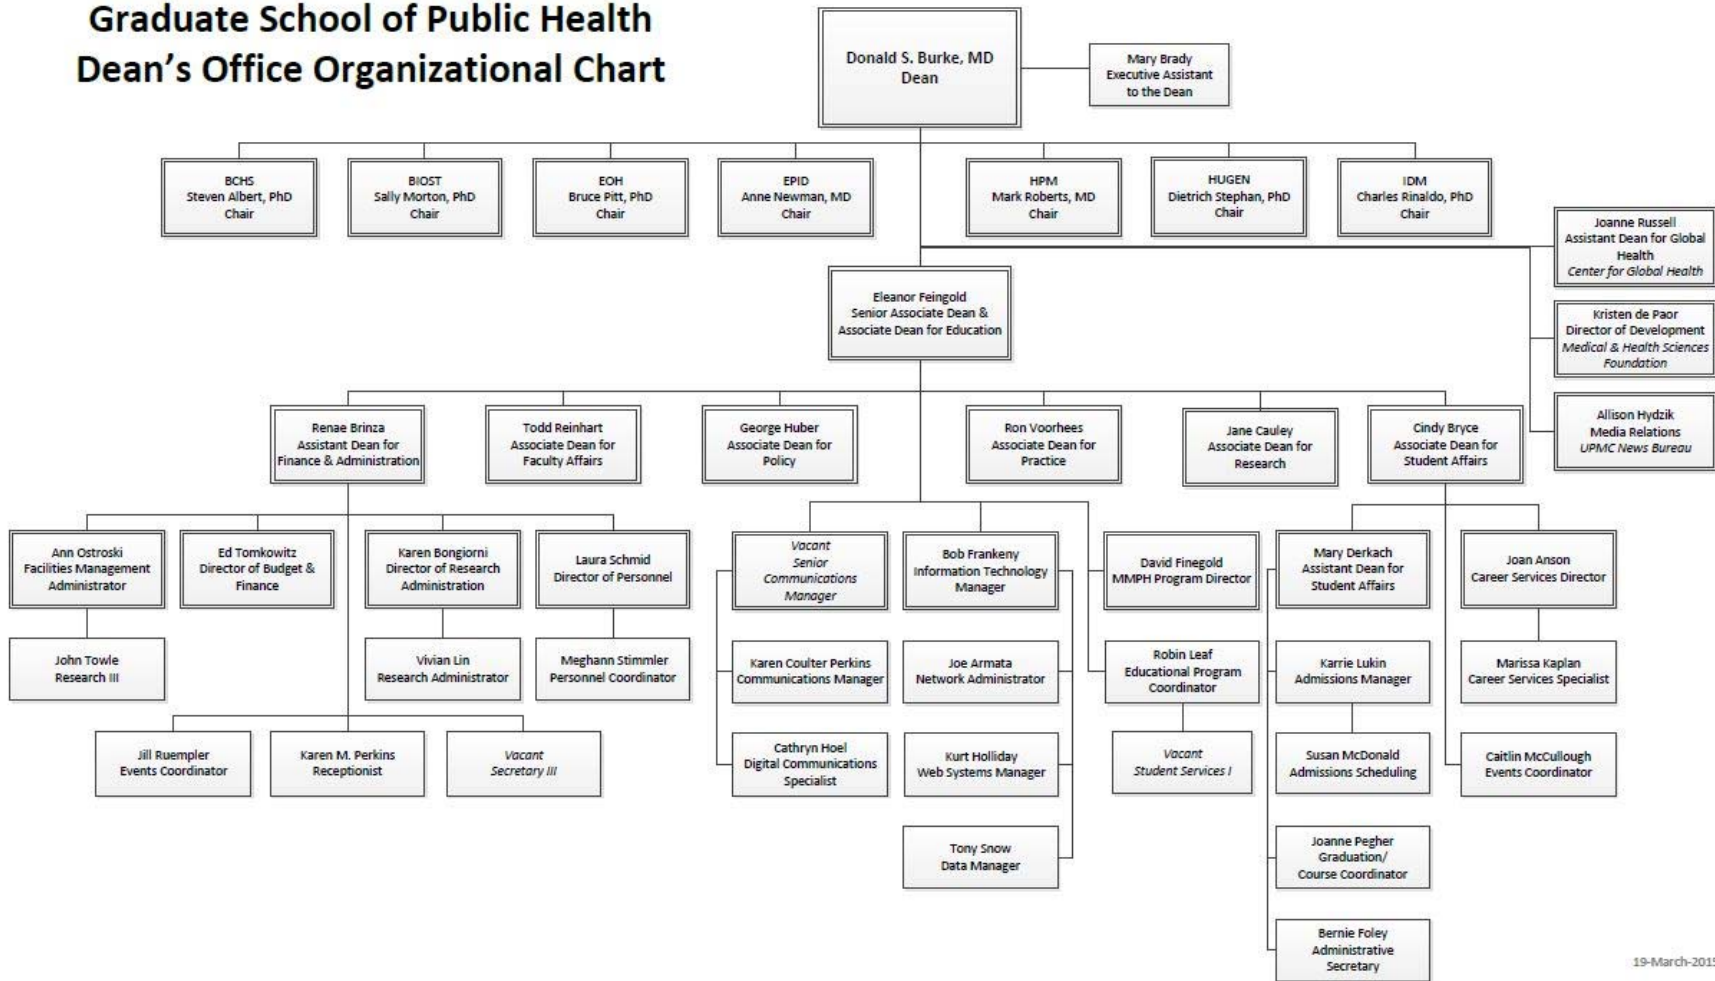 Graduate School of Public Health
Dean's Office Organizational Chart
Donald S. Burke, MD
Dean
Mary Brady
Executive Assistant
to the Dean
BCHS
Steven Albert, PhD
Chair
BIOST
Sally Morton, PhD
Chair
EOH
Bruce Pitt, PhD
Chair
EPID
Anne Newman, MD
Chair
HPM
Mark Roberts, MD
Chair
HUGEN
Dietrich Stephan, PhD
Chair
IDM
Charles Rinaldo, PhD
Chair
Joanne Russell
Assistant Dean for Global
Health
Center for Global Health
Eleanor Feingold
Senior Associate Dean &
Associate Dean for Education
Kristen de Paor
Director of Development
Medical & Health Sciences
Foundation
Allison Hydzik
Media Relations
UPMC News Bureau
Renae Brinza
Assistant Dean for
Finance & Administration
Todd Reinhart
Associate Dean for
Faculty Affairs
George Huber
Associate Dean for
Policy
Ron Voorhees
Associate Dean for
Practice
Jane Cauley
Associate Dean for
Research
Cindy Bryce
Associate Dean for
Student Affairs
Ann Ostroski
Facilities Management
Administrator
Ed Tomkowitz
Director of Budget &
Finance
Karen Bongiorni
Director of Research
Administration
Laura Schmid
Director of Personnel
Vacant
Senior
Communications
Manager
Bob Frankeny
Information Technology
Manager
David Finegold
MMPH Program Director
Mary Derkach
Assistant Dean for
Student Affairs
Joan Anson
Career Services Director
John Towle
Research III
Vivian Lin
Research Administrator
Meghann Stimmler
Personnel Coordinator
Karen Coulter Perkins
Communications Manager
Joe Armata
Network Administrator
Robin Leaf
Educational Program
Coordinator
Karrie Lukin
Admissions Manager
Marissa Kaplan
Career Services Specialist
Jill Ruempler
Events Coordinator
Karen M. Perkins
Receptionist
Vacant
Secretary III
Cathryn Hoel
Digital Communications
Specialist
Kurt Holliday
Web Systems Manager
Vacant
Student Services I
Susan McDonald
Admissions Scheduling
Caitlin McCullough
Events Coordinator
Tony Snow
Data Manager
Joanne Pegher
Graduation/
Course Coordinator
Bernie Foley
Administrative
Secretary
19-March-2015